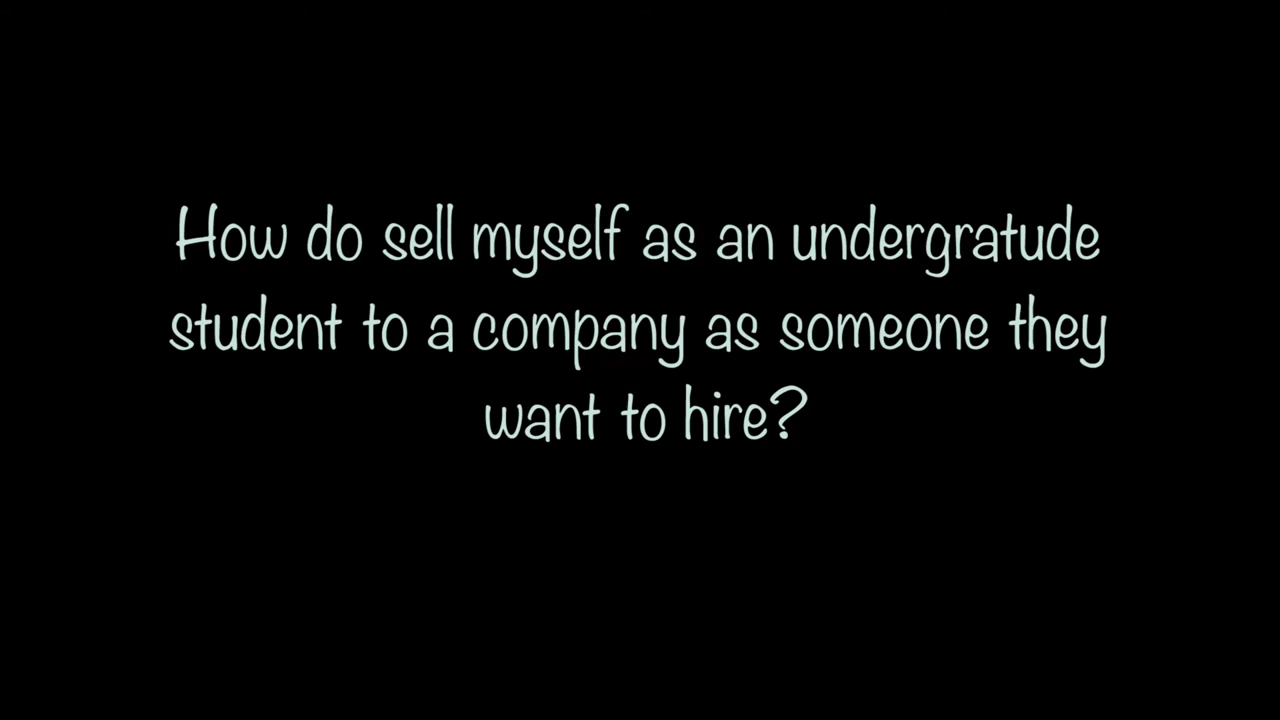 How do sell myself as an undergratude
student to a company as someone they
want to hire?